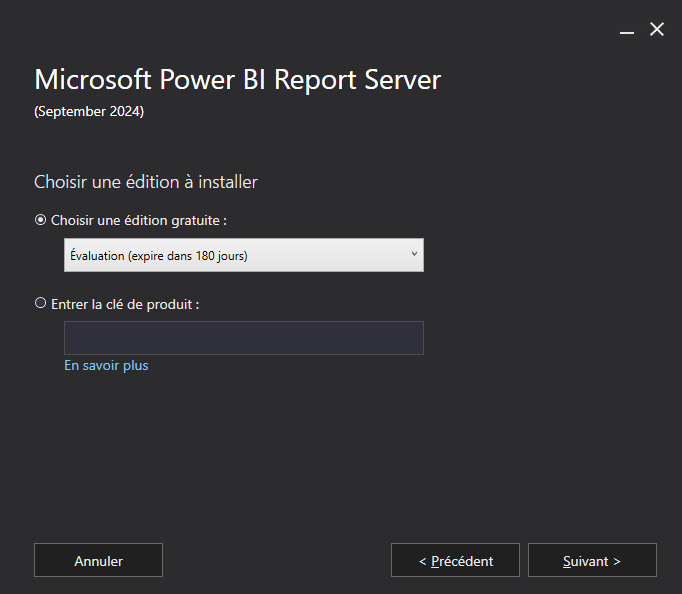 Microsoft Power BI Report Server
(September 2024)
Choisir une édition à installer
Choisir une édition gratuite :
Évaluation (expire dans 180 jours)
Entrer la clé de produit :
En savoir plus
Annuler
< Précédent
Suivant >